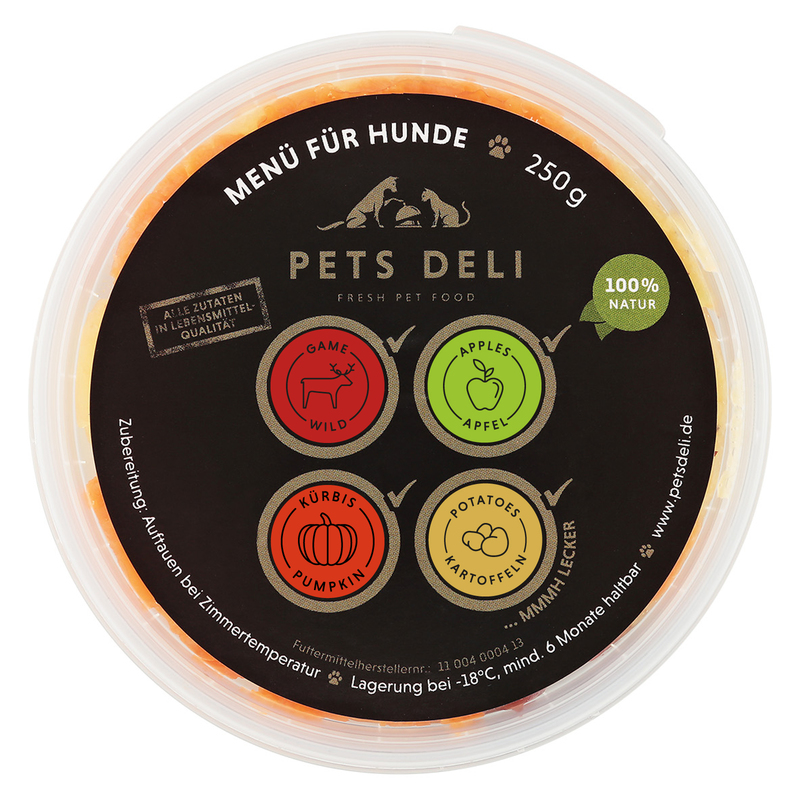 MENÜ FÜR HUNDE 250g
PETS DELI
FRESH PET FOOD
100%
NATUR
ALLE ZUTATEN
IN LEBENSMITTEL-
QUALITÄT
GAME
WILD
APPLES
APFEL
KÜRBIS
PUMPKIN
POTATOES
KARTOFFELN
... MMMH LECKER
Futtermittelherstellernr.: 11 004 0004 13
Zubereitung: Auftauen bei Zimmertemperatur Lagerung bei -18°C, mind. 6 Monate haltbar www.petsdeli.de